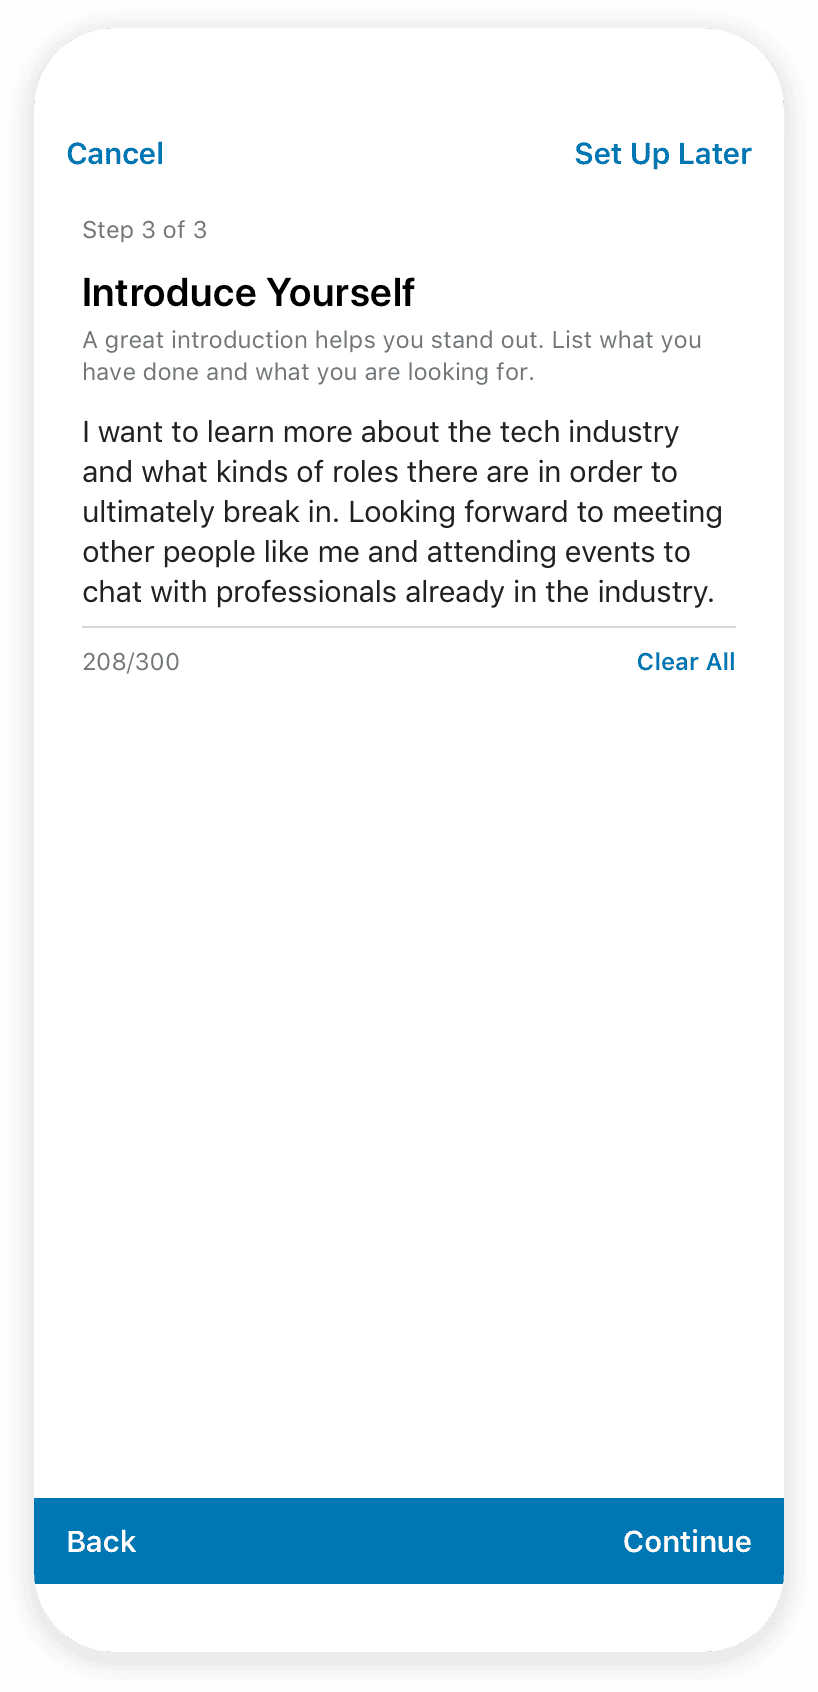 Cancel
Set Up Later
Step 3 of 3
Introduce Yourself
A great introduction helps you stand out. List what you
have done and what you are looking for.
I want to learn more about the tech industry
and what kinds of roles there are in order to
ultimately break in. Looking forward to meeting
other people like me and attending events to
chat with professionals already in the industry.
208/300
Clear All
Back
Continue